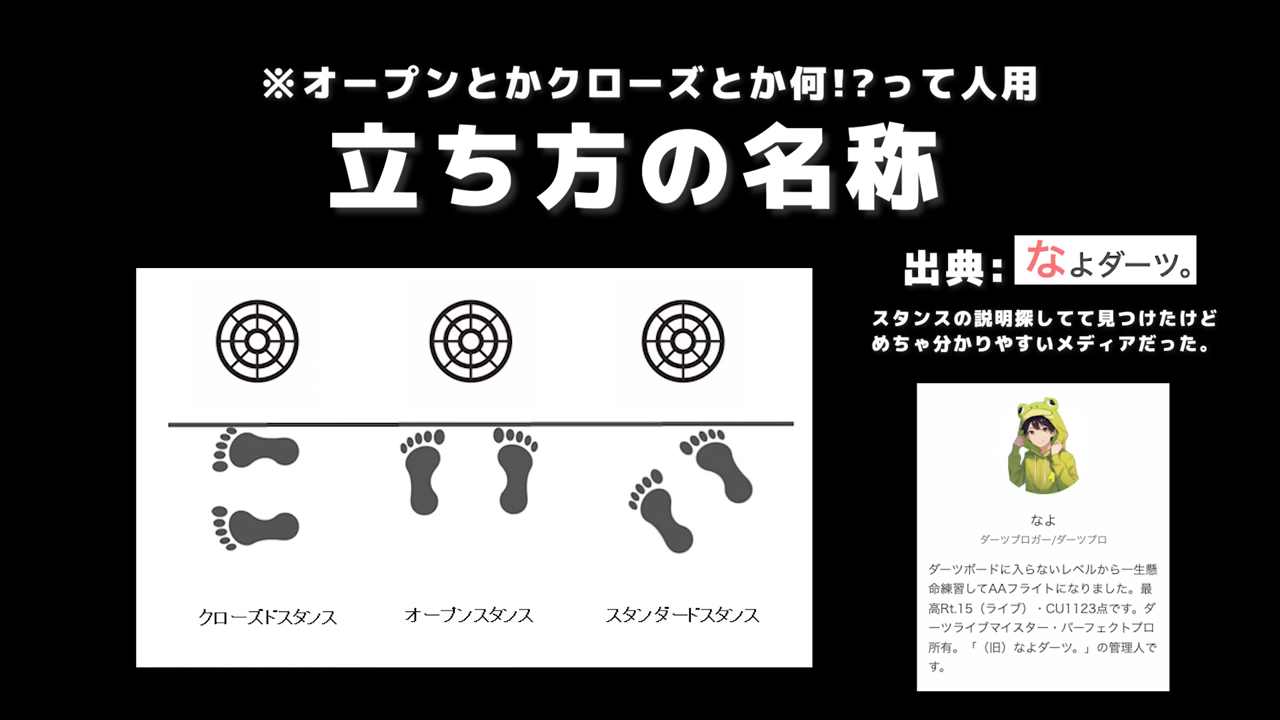 ※オープンとかクローズとか何!?って人用
立ち方の名称
出典:なよダーツ。
スタンスの説明探してて見つけたけど
めちゃ分かりやすいメディアだった。
クローズドスタンス
オープンスタンス
スタンダードスタンス
なよ
ダーツブロガー/ダーツプロ
ダーツボードに入らないレベルから一生懸
命練習してAAフライトになりました。最
高Rt.15(ライブ)・CU1123点です。ダ
ーツライブマイスター・パーフェクトプロ
所有。「(旧)なよダーツ。」の管理人で
す。